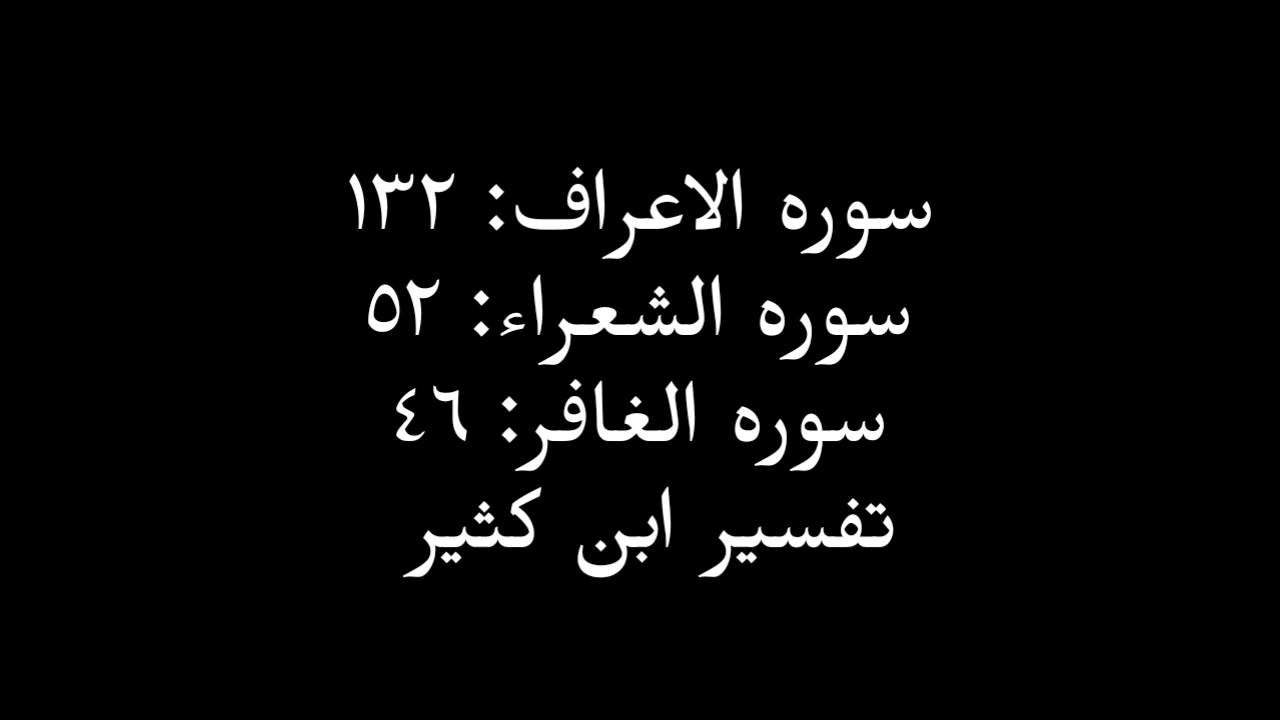 سوره الاعراف: ١٣٢
سوره الشعراء: ٥٢
سوره الغافر: ٤٦
تفسير ابن كثير